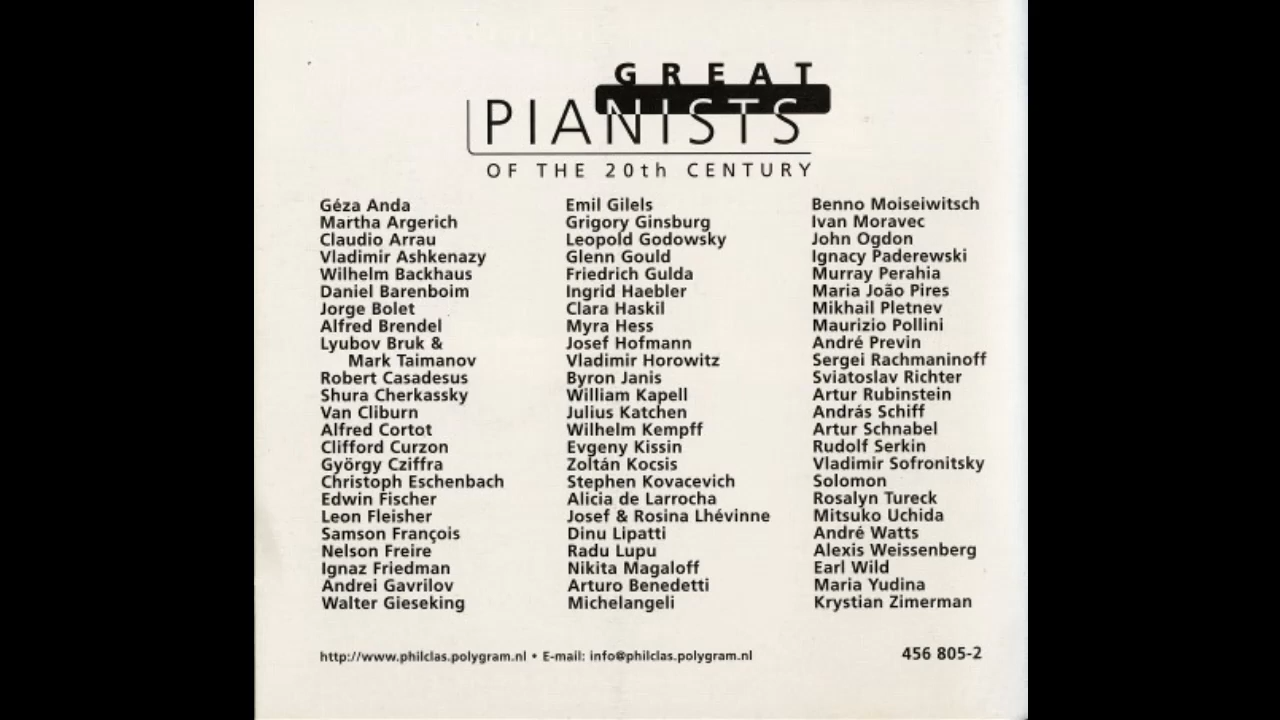 GREAT
PIANISTS
OF THE 20th CENTURY
Géza Anda
Martha Argerich
Claudio Arrau
Vladimir Ashkenazy
Wilhelm Backhaus
Daniel Barenboim
Jorge Bolet
Alfred Brendel
Lyubov Bruk &
Mark Taimanov
Robert Casadesus
Shura Cherkassky
Van Cliburn
Alfred Cortot
Clifford Curzon
György Cziffra
Christoph Eschenbach
Edwin Fischer
Leon Fleisher
Samson François
Nelson Freire
Ignaz Friedman
Andrei Gavrilov
Walter Gieseking
Emil Gilels
Grigory Ginsburg
Leopold Godowsky
Glenn Gould
Friedrich Gulda
Ingrid Haebler
Clara Haskil
Myra Hess
Josef Hofmann
Vladimir Horowitz
Byron Janis
William Kapell
Julius Katchen
Wilhelm Kempff
Evgeny Kissin
Zoltán Kocsis
Stephen Kovacevich
Alicia de Larrocha
Josef & Rosina Lhévinne
Dinu Lipatti
Radu Lupu
Nikita Magaloff
Arturo Benedetti
Michelangeli
Benno Moiseiwitsch
Ivan Moravec
John Ogdon
Ignacy Paderewski
Murray Perahia
Maria João Pires
Mikhail Pletnev
Maurizio Pollini
André Previn
Sergei Rachmaninoff
Sviatoslav Richter
Artur Rubinstein
András Schiff
Artur Schnabel
Rudolf Serkin
Vladimir Sofronitsky
Solomon
Rosalyn Tureck
Mitsuko Uchida
André Watts
Alexis Weissenberg
Earl Wild
Maria Yudina
Krystian Zimerman
http://www.philclas.polygram.nl • E-mail: info@philclas.polygram.nl
456 805-2